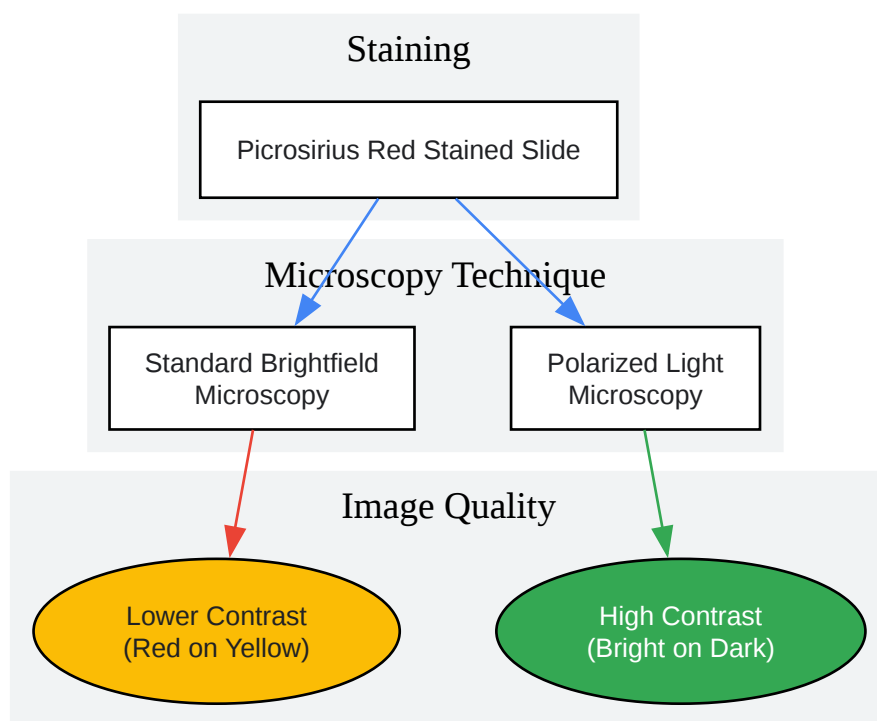 Staining
Picrosirius Red Stained Slide
Microscopy Technique
Standard Brightfield
Microscopy
Polarized Light
Microscopy
Image Quality
Lower Contrast
(Red on Yellow)
High Contrast
(Bright on Dark)